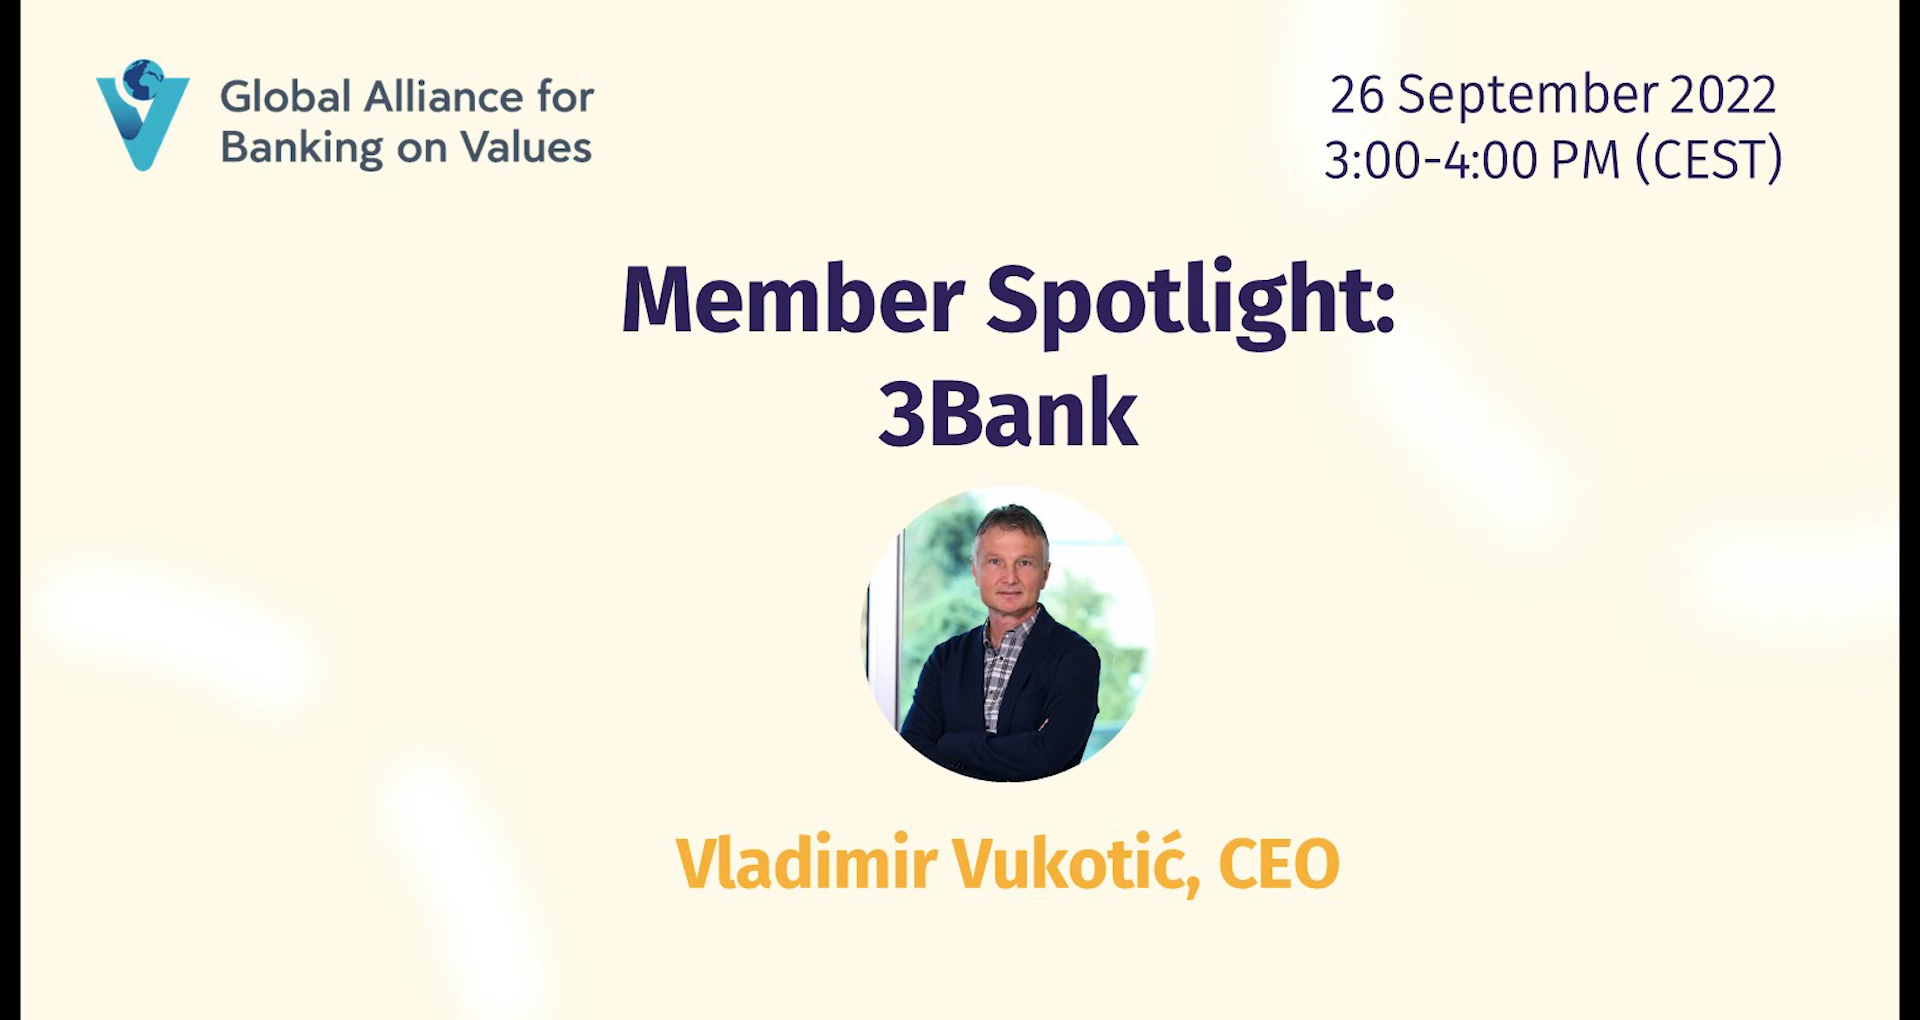 Global Alliance for
Banking on Values
26 September 2022
3:00-4:00 PM (CEST)
Member Spotlight:
3Bank
Vladimir Vukotić, CEO